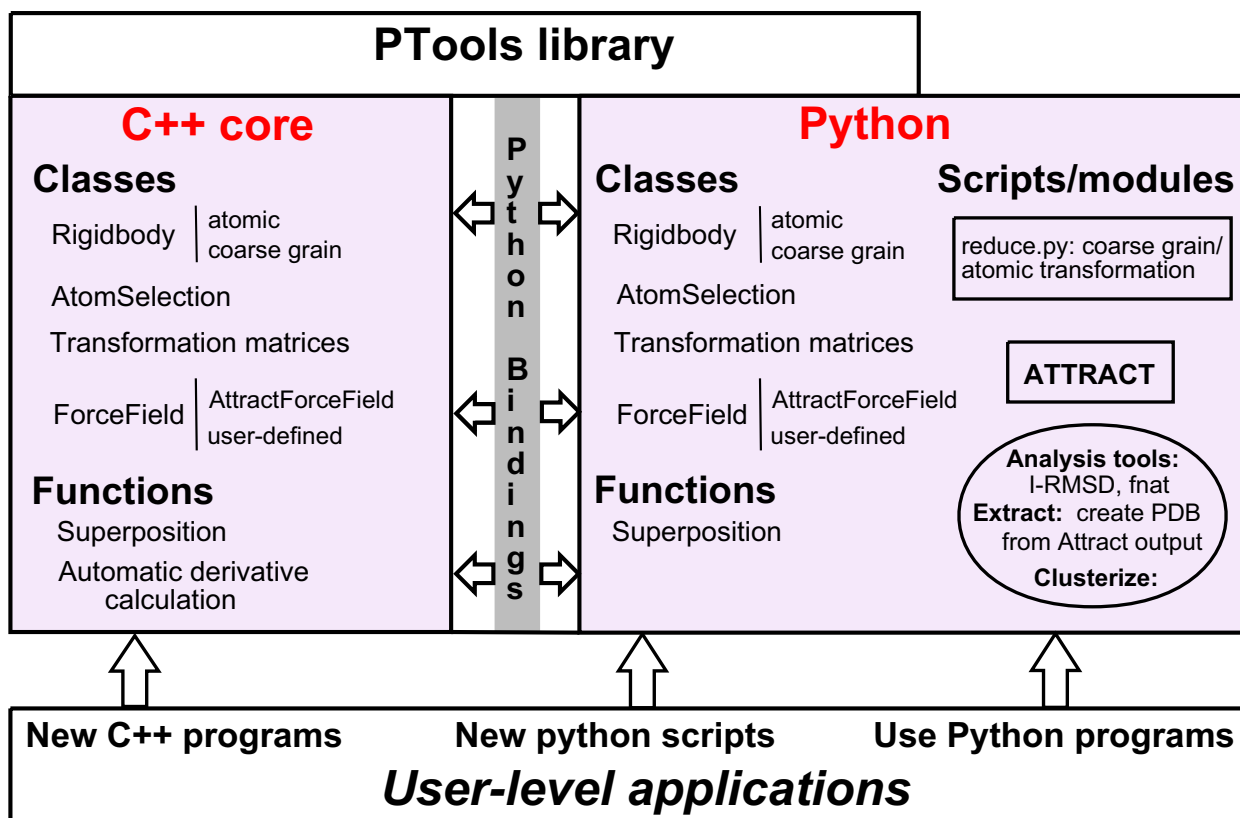 PTools library
C++ core
Classes
Rigidbody
atomic
coarse grain
AtomSelection
Transformation matrices
ForceField
AttractForceField
user-defined
Functions
Superposition
Automatic derivative
calculation
Python Bindings
Python
Classes
Rigidbody
atomic
coarse grain
AtomSelection
Transformation matrices
ForceField
AttractForceField
user-defined
Functions
Superposition
Scripts/modules
reduce.py: coarse grain/
atomic transformation
ATTRACT
Analysis tools:
I-RMSD, fnat
Extract: create PDB
from Attract output
Clusterize:
New C++ programs
New python scripts
Use Python programs
User-level applications